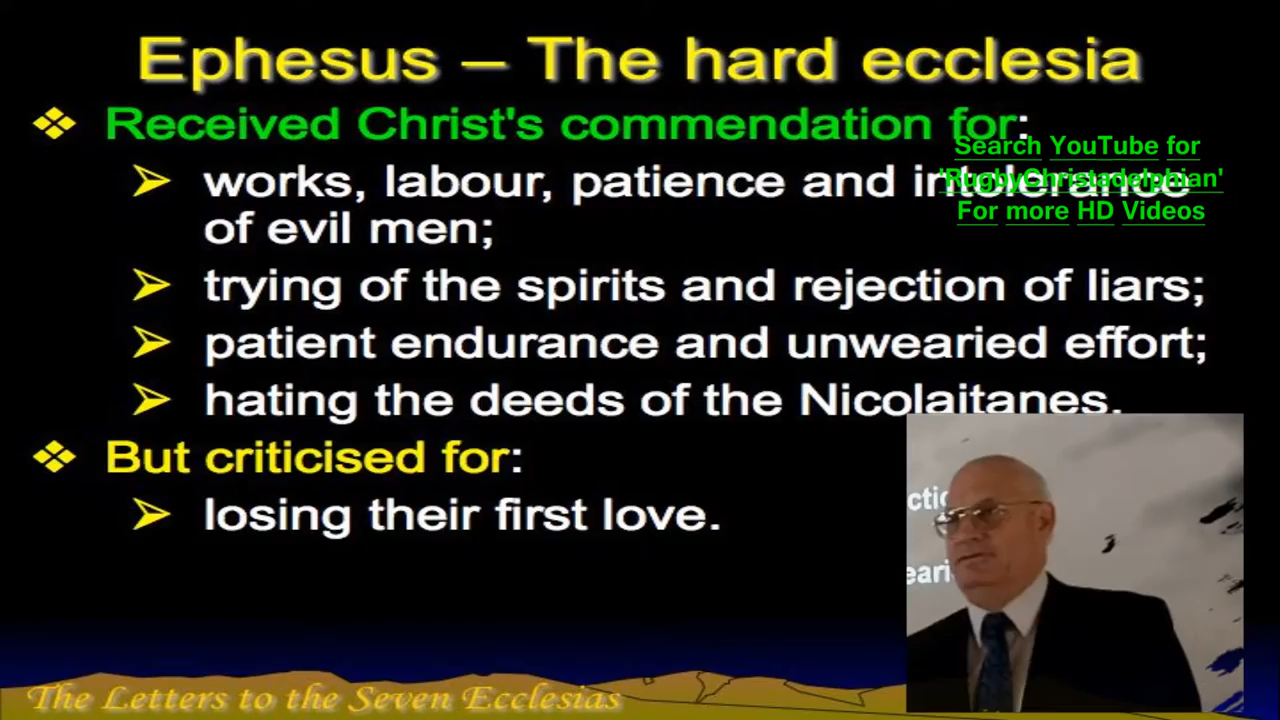 Ephesus – The hard ecclesia
Received Christ's commendation for:
Search YouTube for
works, labour, patience and intolerance
'RugbyChristadelphian'
For more HD Videos
of evil men;
trying of the spirits and rejection of liars;
patient endurance and unwearied effort;
hating the deeds of the Nicolaitanes.
But criticised for:
losing their first love.
The Letters to the Seven Ecclesias